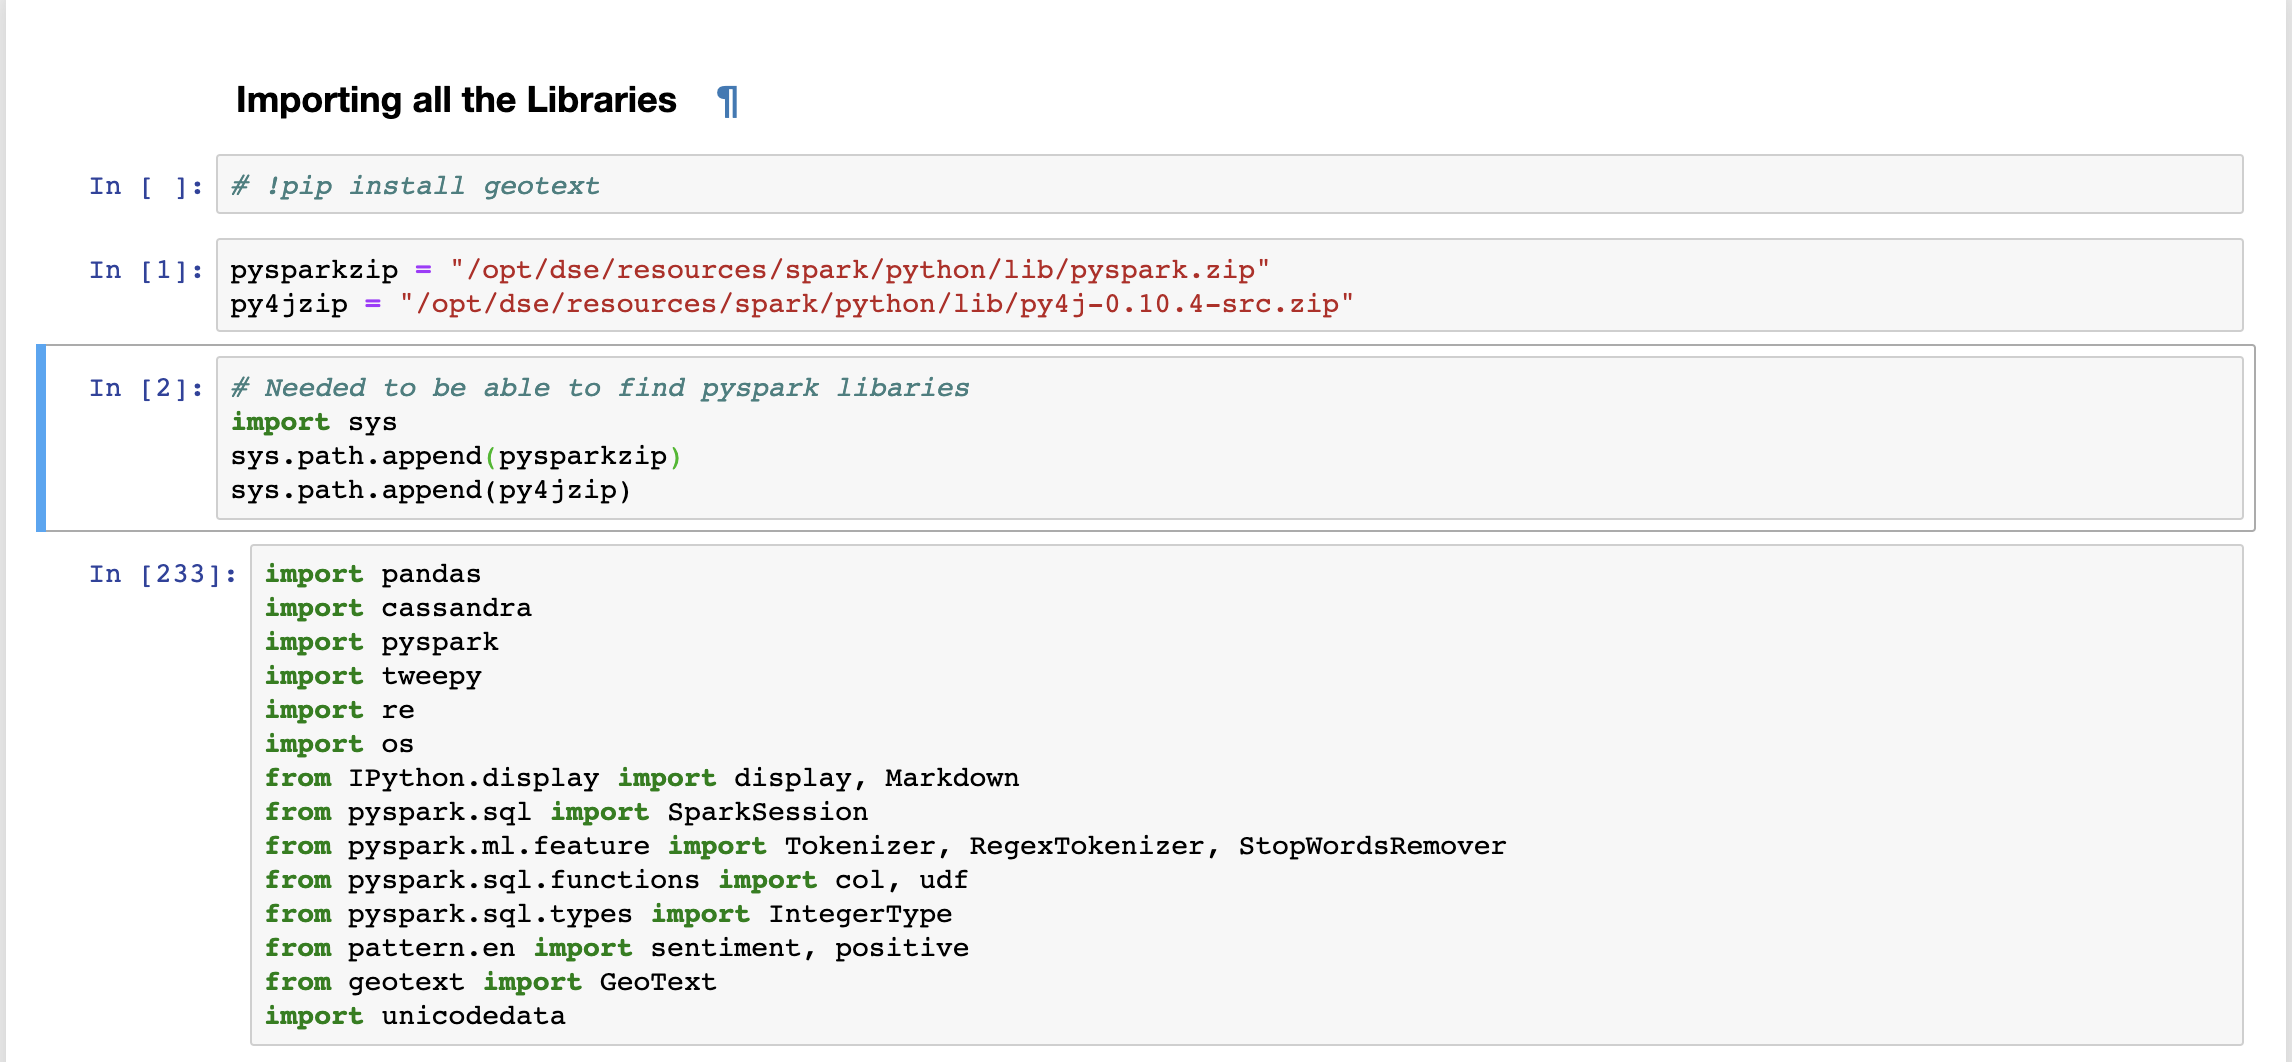 Importing all the Libraries ¶
In [ ]: # !pip install geotext
In [1]: pysparkzip = "/opt/dse/resources/spark/python/lib/pyspark.zip"
py4jzip = "/opt/dse/resources/spark/python/lib/py4j-0.10.4-src.zip"
In [2]: # Needed to be able to find pyspark libaries
import sys
sys.path.append(pysparkzip)
sys.path.append(py4jzip)
In [233]: import pandas
import cassandra
import pyspark
import tweepy
import re
import os
from IPython.display import display, Markdown
from pyspark.sql import SparkSession
from pyspark.ml.feature import Tokenizer, RegexTokenizer, StopWordsRemover
from pyspark.sql.functions import col, udf
from pyspark.sql.types import IntegerType
from pattern.en import sentiment, positive
from geotext import GeoText
import unicodedata